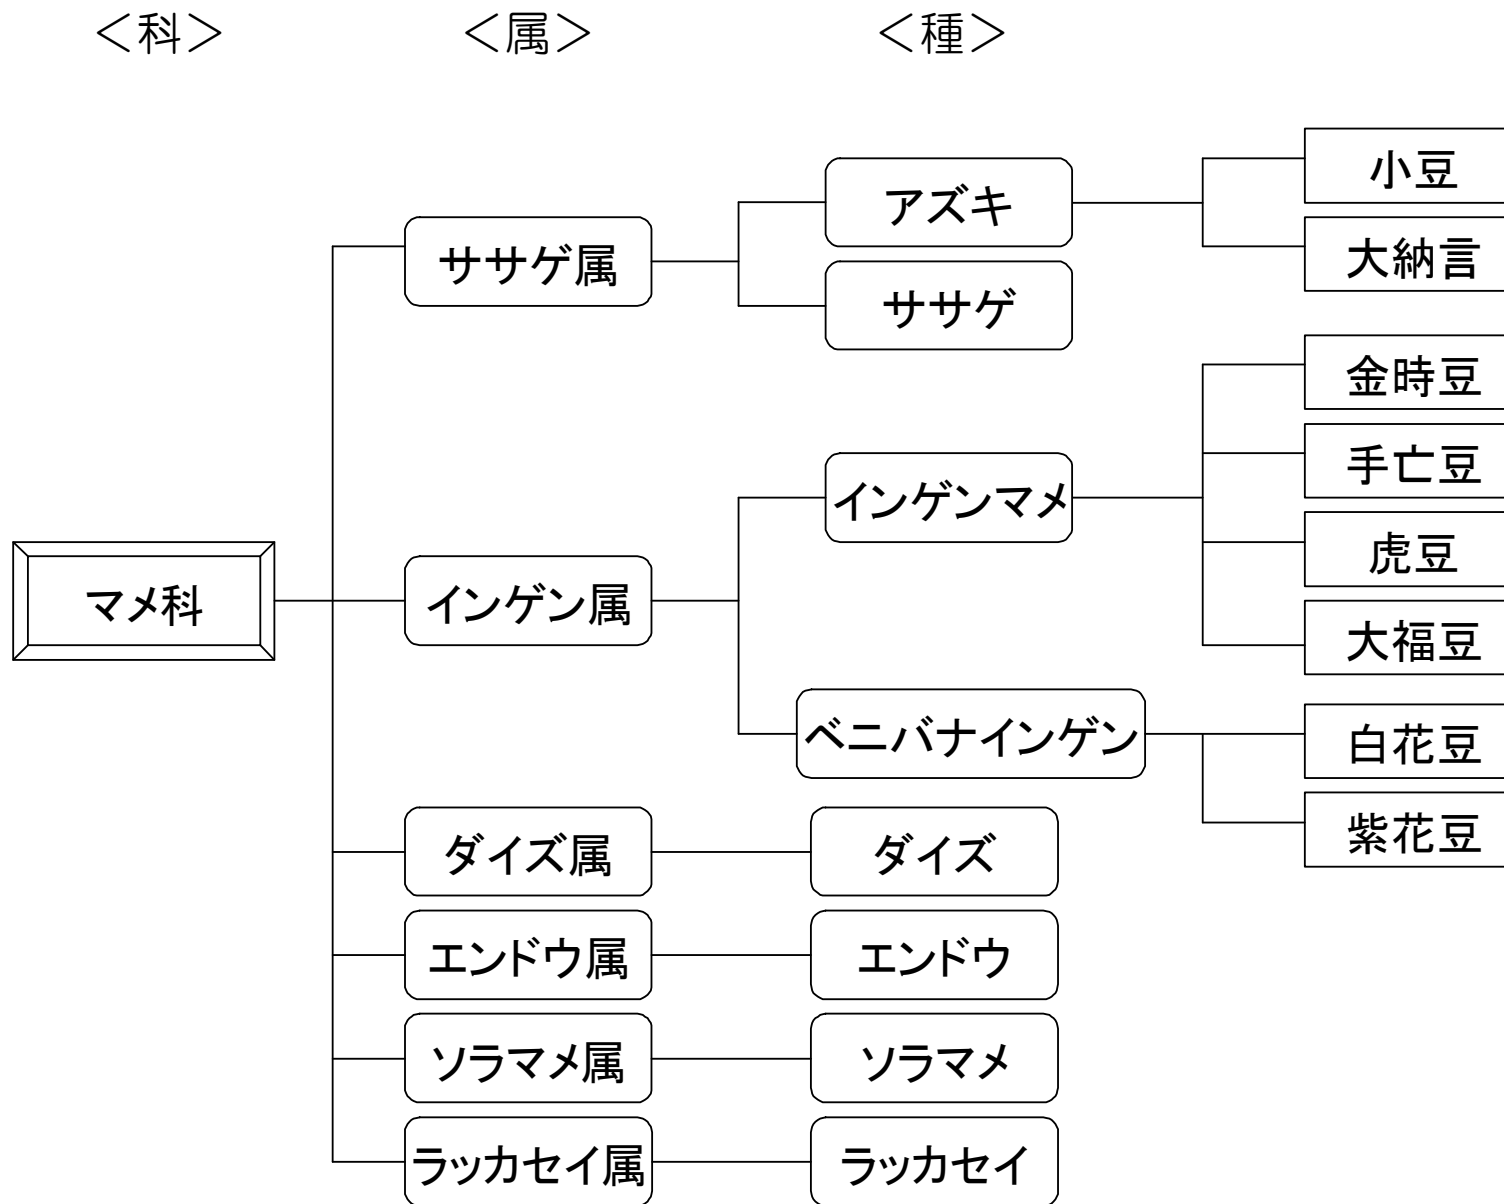 ＜科＞
＜属＞
＜種＞
マメ科
ササゲ属
アズキ
小豆
大納言
ササゲ
インゲン属
インゲンマメ
金時豆
手亡豆
虎豆
大福豆
ベニバナインゲン
白花豆
紫花豆
ダイズ属
ダイズ
エンドウ属
エンドウ
ソラマメ属
ソラマメ
ラッカセイ属
ラッカセイ